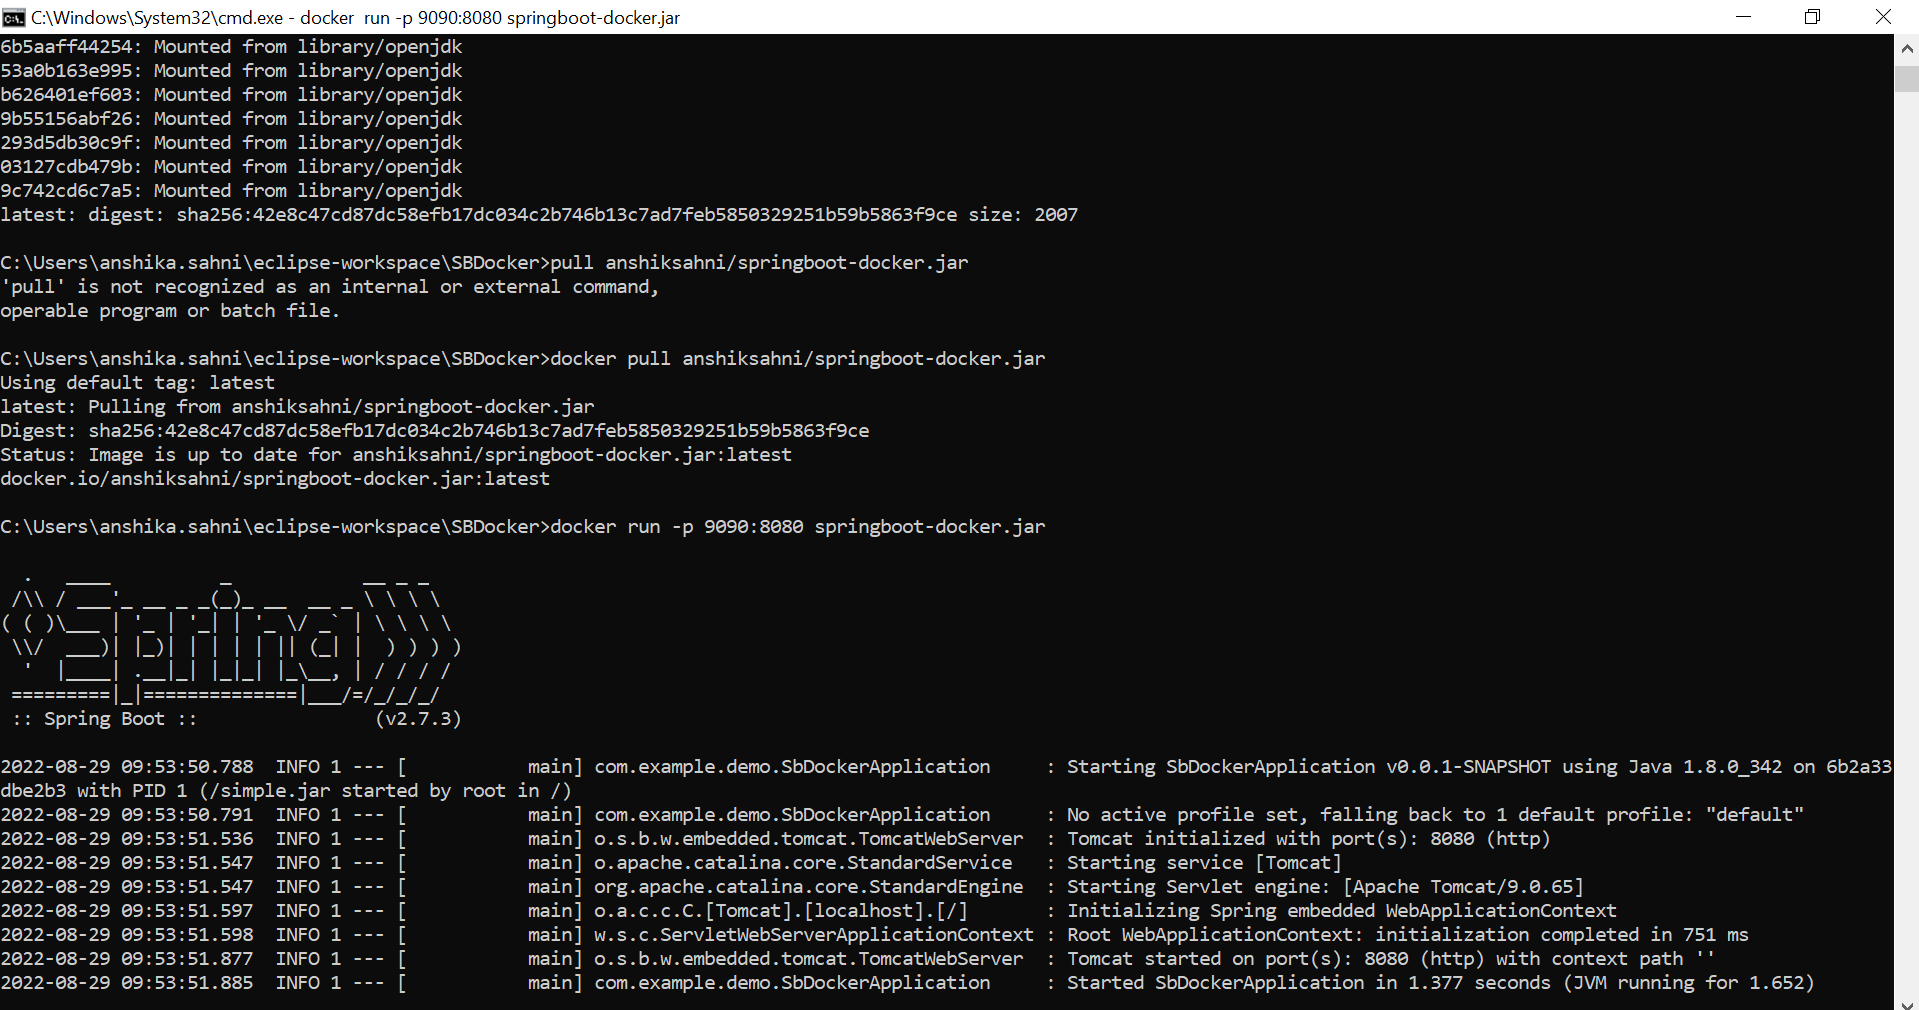 C:\Windows\System32\cmd.exe - docker  run -p 9090:8080 springboot-docker.jar
6b5aaff44254: Mounted from library/openjdk
53a0b163e995: Mounted from library/openjdk
b626401ef603: Mounted from library/openjdk
9b55156abf26: Mounted from library/openjdk
293d5db30c9f: Mounted from library/openjdk
03127cdb479b: Mounted from library/openjdk
9c742cd6c7a5: Mounted from library/openjdk
latest: digest: sha256:42e8c47cd87dc58efb17dc034c2b746b13c7ad7feb5850329251b59b5863f9ce size: 2007

C:\Users\anshika.sahni\eclipse-workspace\SBDocker>pull anshiksahni/springboot-docker.jar
'pull' is not recognized as an internal or external command,
operable program or batch file.

C:\Users\anshika.sahni\eclipse-workspace\SBDocker>docker pull anshiksahni/springboot-docker.jar
Using default tag: latest
latest: Pulling from anshiksahni/springboot-docker.jar
Digest: sha256:42e8c47cd87dc58efb17dc034c2b746b13c7ad7feb5850329251b59b5863f9ce
Status: Image is up to date for anshiksahni/springboot-docker.jar:latest
docker.io/anshiksahni/springboot-docker.jar:latest

C:\Users\anshika.sahni\eclipse-workspace\SBDocker>docker run -p 9090:8080 springboot-docker.jar

  .   ____          _            __ _ _
 /\\ / ___'_ __ _ _(_)_ __  __ _ \ \ \ \
( ( )\___ | '_ | '_| | '_ \/ _` | \ \ \ \
 \\/  ___)| |_)| | | | | || (_| |  ) ) ) )
  '  |____| .__|_| |_|_| |_\__, | / / / /
 =========|_|==============|___/=/_/_/_/
 :: Spring Boot ::                (v2.7.3)

2022-08-29 09:53:50.788  INFO 1 --- [           main] com.example.demo.SbDockerApplication     : Starting SbDockerApplication v0.0.1-SNAPSHOT using Java 1.8.0_342 on 6b2a33
dbe2b3 with PID 1 (/simple.jar started by root in /)
2022-08-29 09:53:50.791  INFO 1 --- [           main] com.example.demo.SbDockerApplication     : No active profile set, falling back to 1 default profile: "default"
2022-08-29 09:53:51.536  INFO 1 --- [           main] o.s.b.w.embedded.tomcat.TomcatWebServer  : Tomcat initialized with port(s): 8080 (http)
2022-08-29 09:53:51.547  INFO 1 --- [           main] o.apache.catalina.core.StandardService   : Starting service [Tomcat]
2022-08-29 09:53:51.547  INFO 1 --- [           main] org.apache.catalina.core.StandardEngine  : Starting Servlet engine: [Apache Tomcat/9.0.65]
2022-08-29 09:53:51.597  INFO 1 --- [           main] o.a.c.c.C.[Tomcat].[localhost].[/]       : Initializing Spring embedded WebApplicationContext
2022-08-29 09:53:51.598  INFO 1 --- [           main] w.s.c.ServletWebServerApplicationContext : Root WebApplicationContext: initialization completed in 751 ms
2022-08-29 09:53:51.877  INFO 1 --- [           main] o.s.b.w.embedded.tomcat.TomcatWebServer  : Tomcat started on port(s): 8080 (http) with context path ''
2022-08-29 09:53:51.885  INFO 1 --- [           main] com.example.demo.SbDockerApplication     : Started SbDockerApplication in 1.377 seconds (JVM running for 1.652)